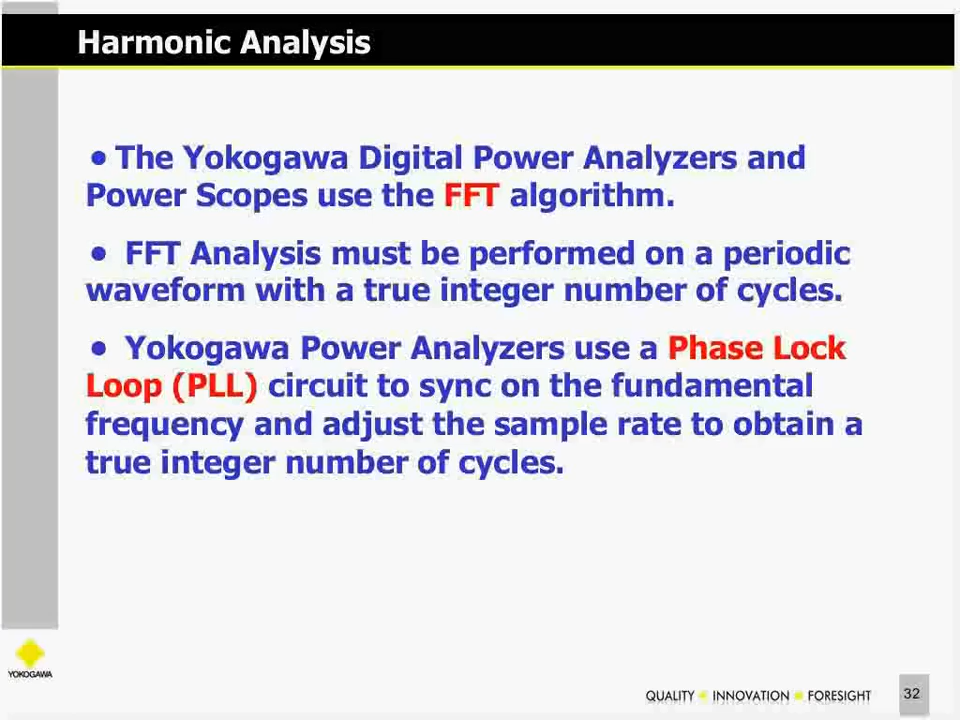 Harmonic Analysis
• The Yokogawa Digital Power Analyzers and
Power Scopes use the FFT algorithm.
• FFT Analysis must be performed on a periodic
waveform with a true integer number of cycles.
• Yokogawa Power Analyzers use a Phase Lock
Loop (PLL) circuit to sync on the fundamental
frequency and adjust the sample rate to obtain a
true integer number of cycles.
YOKOGAWA
QUALITY INNOVATION FORESIGHT
32